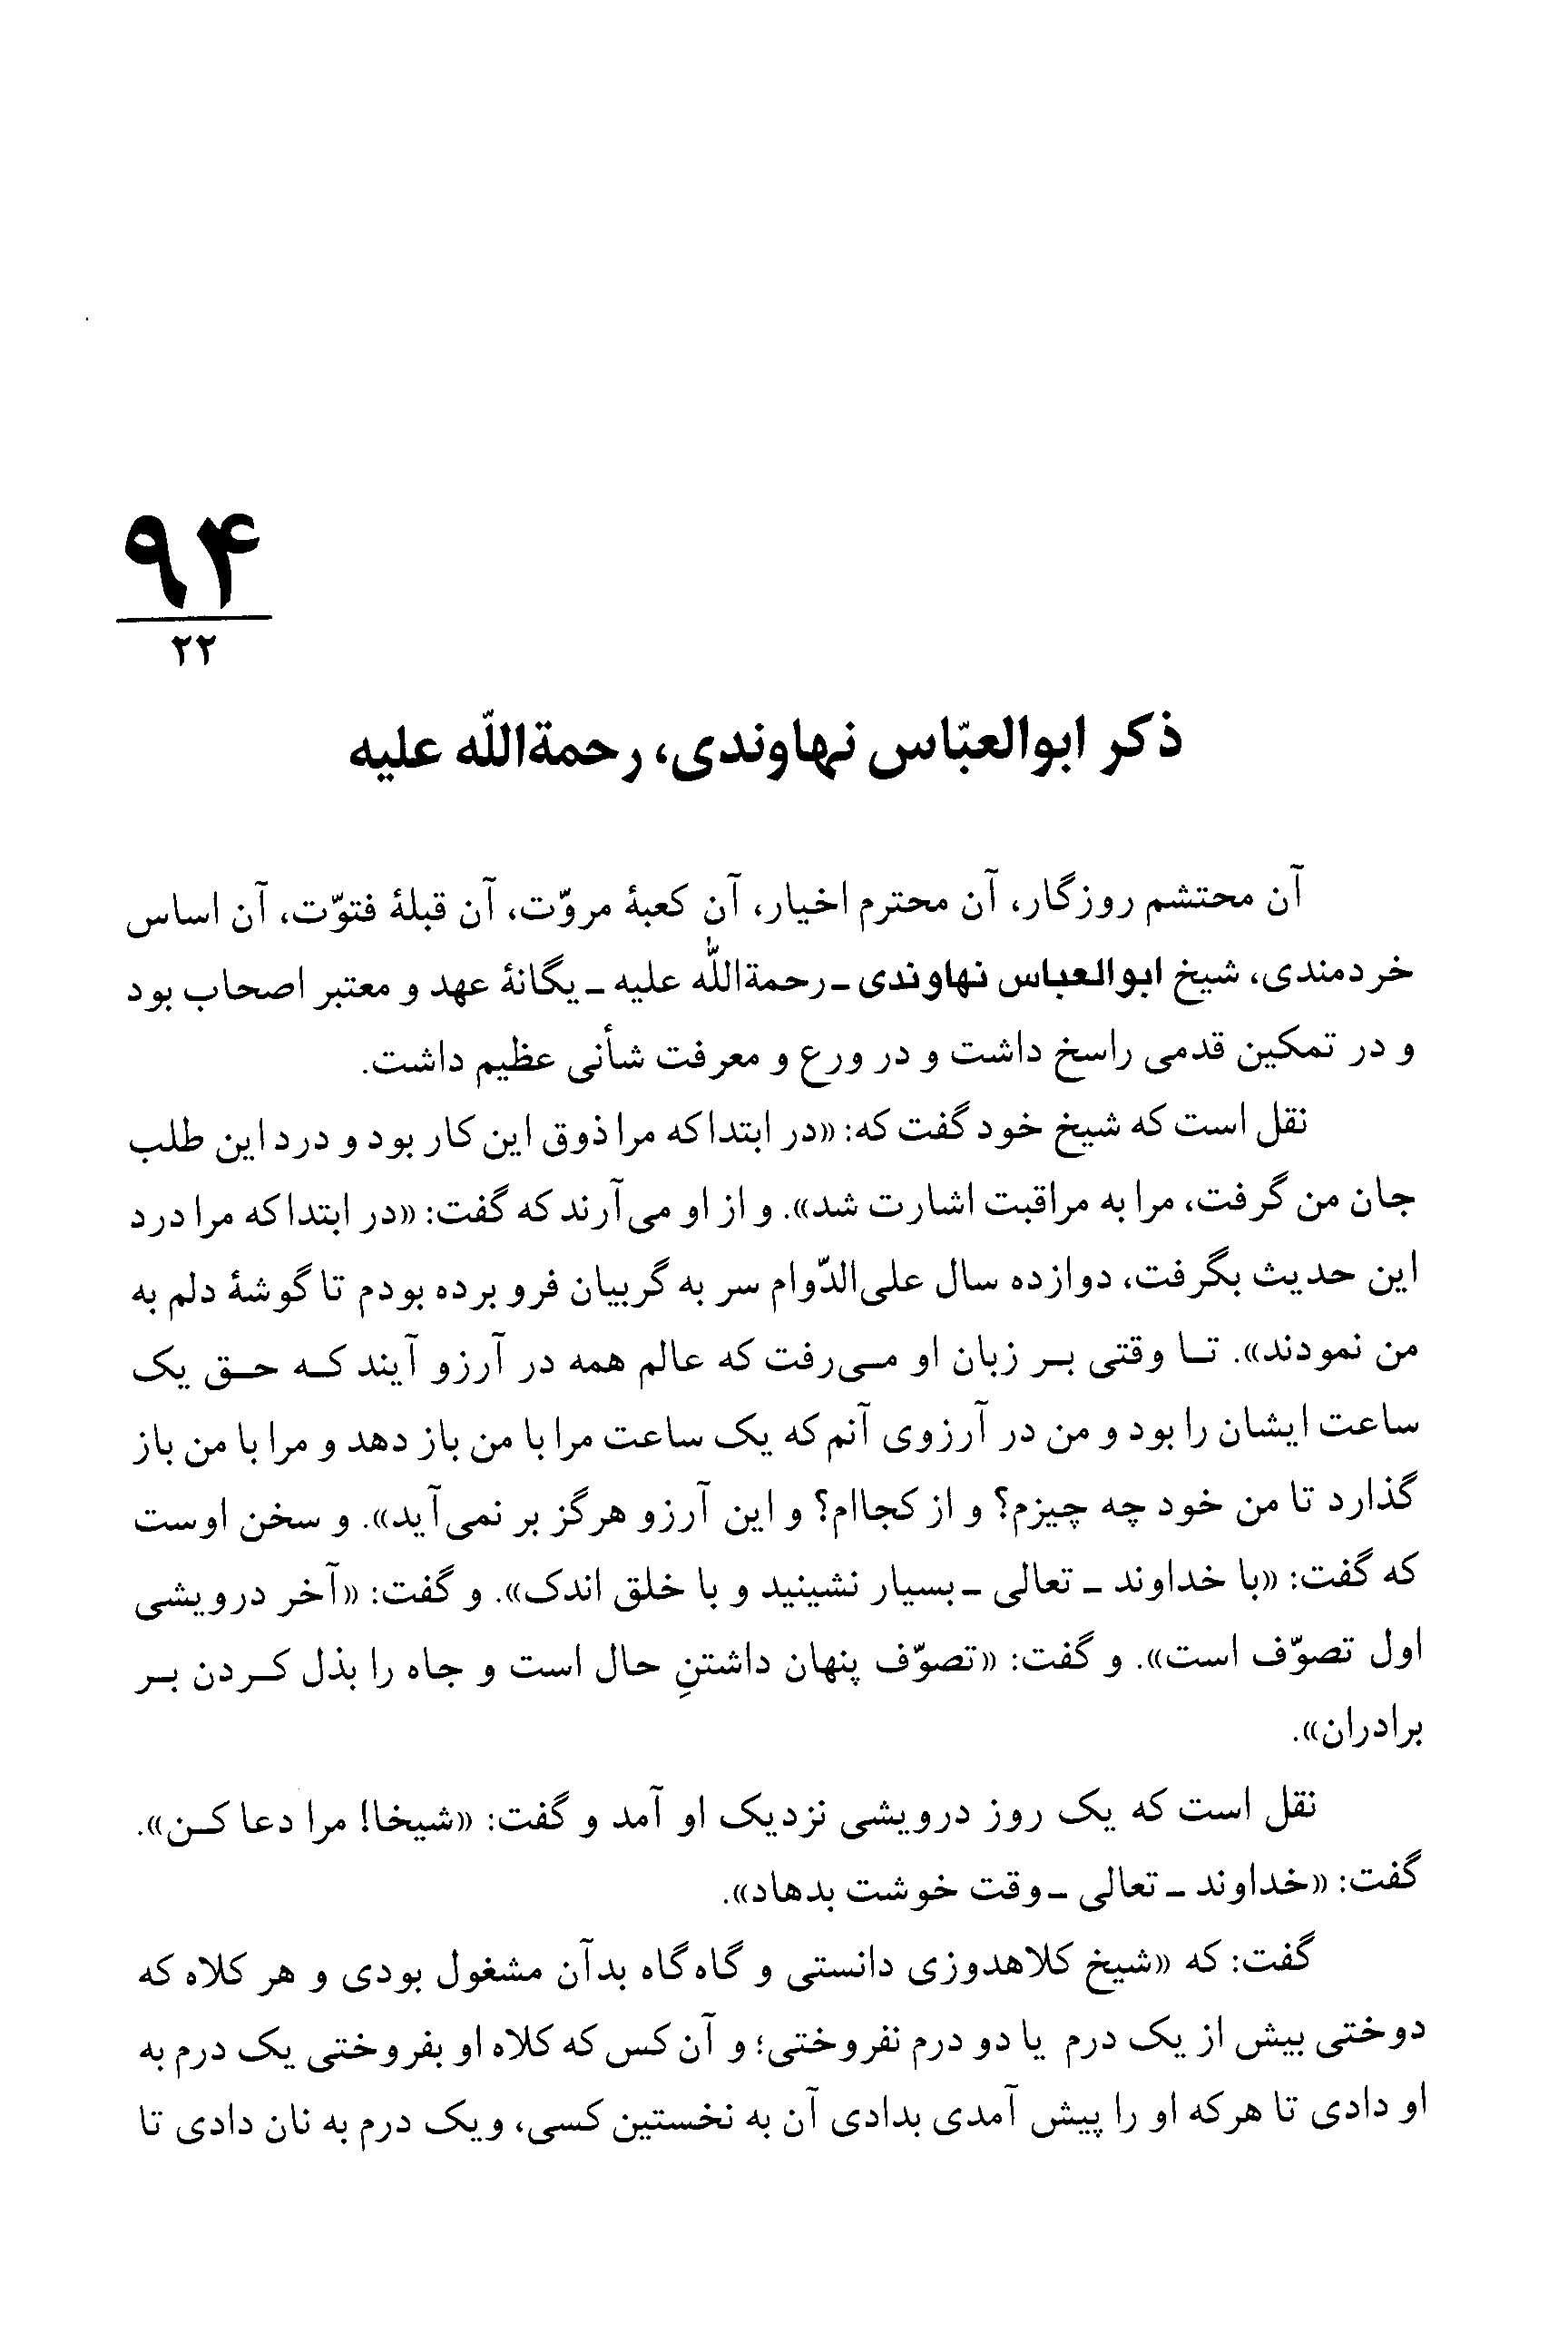 ۹۴
۲۲
ذکر ابوالعبّاس نهاوندی، رحمةاللّه علیه
آن محتشم روزگار، آن محترم اخیار، آن کعبهٔ مروّت، آن قبلهٔ فتوّت، آن اساس
خردمندی، شیخ ابوالعباس نهاوندی ـ رحمةاللّه علیه ـ یگانهٔ عهد و معتبر اصحاب بود
و در تمکین قدمی راسخ داشت و در ورع و معرفت شأنی عظیم داشت.
نقل است که شیخ خود گفت که: «در ابتدا که مرا ذوق این کار بود و درد این طلب
جان من گرفت، مرا به مراقبت اشارت شد». و از او می‌آرند که گفت: «در ابتدا که مرا درد
این حدیث بگرفت، دوازده سال علی‌الدّوام سر به گریبان فرو برده بودم تا گوشهٔ دلم به
من نمودند». تا وقتی بر زبان او می‌رفت که عالم همه در آرزو آیند که حق یک
ساعت ایشان را بود و من در آرزوی آنم که یک ساعت مرا با من باز دهد و مرا با من باز
گذارد تا من خود چه چیزم؟ و از کجاام؟ و این آرزو هرگز بر نمی‌آید». و سخن اوست
که گفت: «با خداوند ـ تعالی ـ بسیار نشینید و با خلق اندک». و گفت: «آخر درویشی
اول تصوّف است». و گفت: «تصوّف پنهان داشتنِ حال است و جاه را بذل کردن بر
برادران».
نقل است که یک روز درویشی نزدیک او آمد و گفت: «شیخا! مرا دعا کن».
گفت: «خداوند ـ تعالی ـ وقت خوشت بدهاد».
گفت: که «شیخ کلاهدوزی دانستی و گاه گاه بدآن مشغول بودی و هر کلاه که
دوختی بیش از یک درم یا دو درم نفروختی؛ و آن کس که کلاه او بفروختی یک درم به
او دادی تا هرکه او را پیش آمدی بدادی آن به نخستین کسی، و یک درم به نان دادی تا